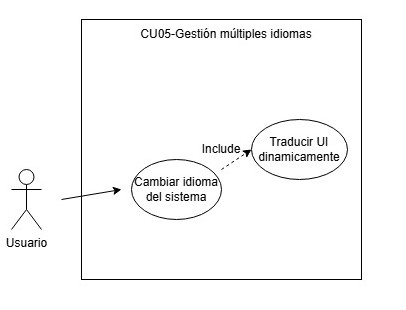 CU05-Gestión múltiples idiomas
Traducir UI
dinamicamente
Include
Cambiar idioma
del sistema
Usuario